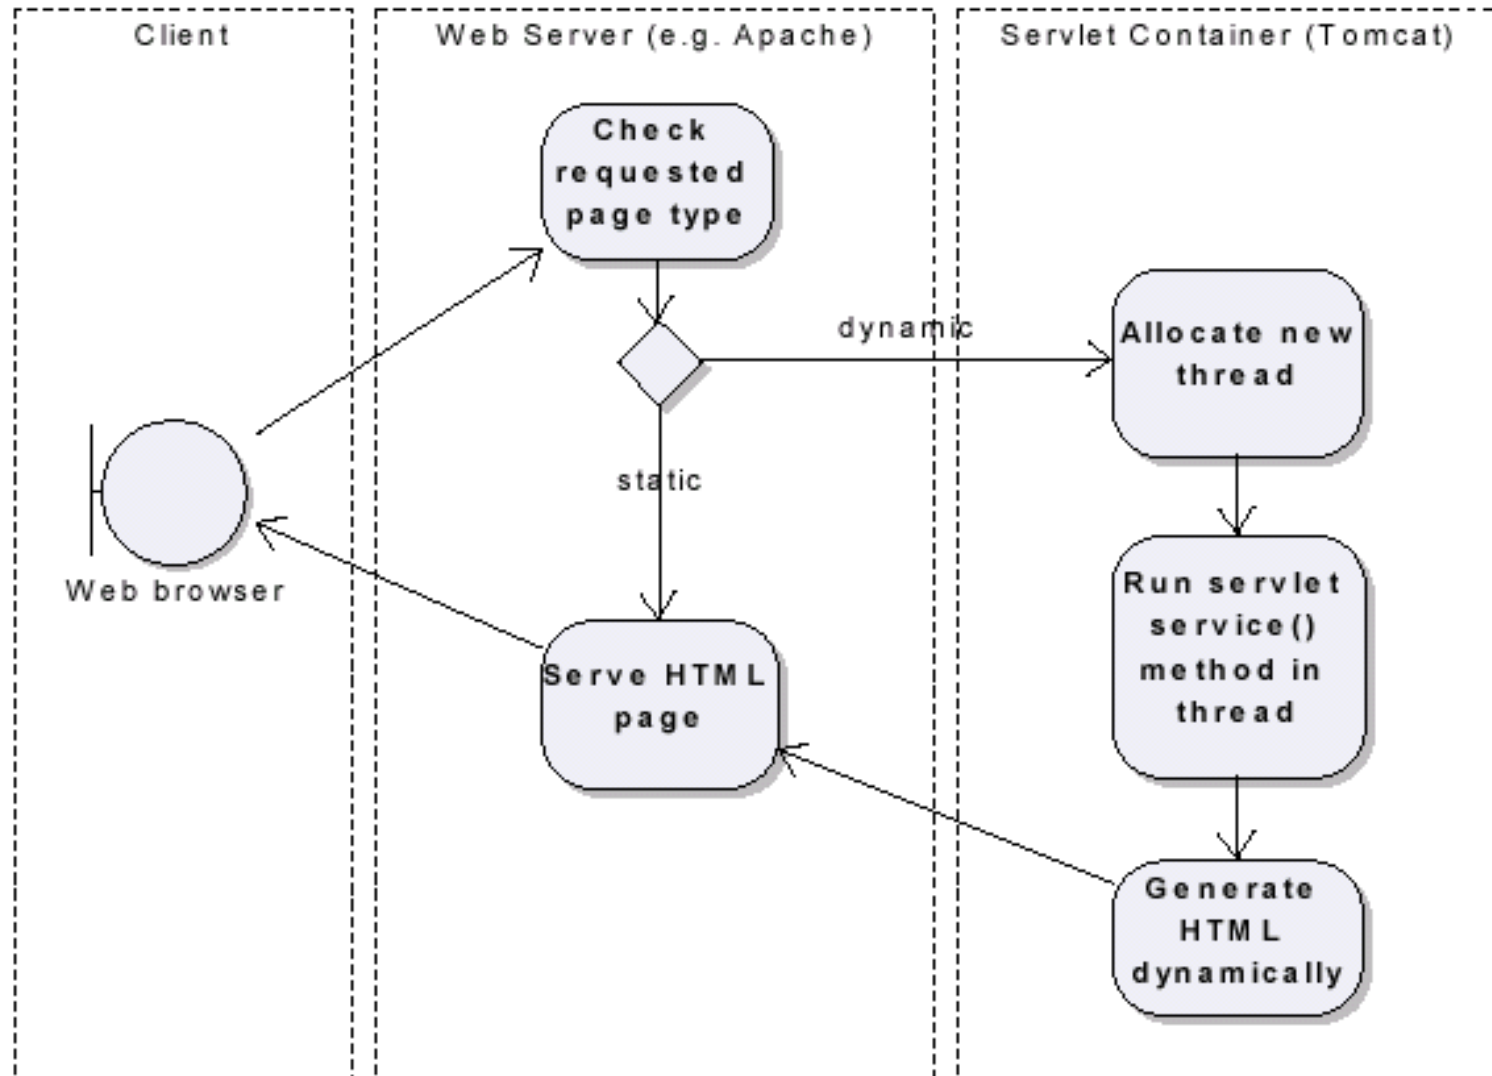 Client
Web Server (e.g. Apache)
Servlet Container (Tomcat)
Check
requested
page type
dynamic
Allocate new
thread
static
Web browser
Run servlet
service()
method in
thread
Serve HTML
page
Generate
HTML
dynamically